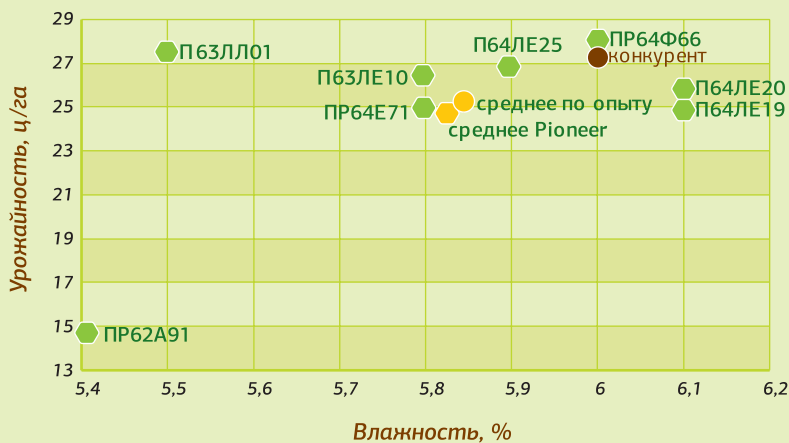 29
27
25
23
21
19
17
15
13
Урожайность, ц/га
П63ЛЛ01
П64ЛЕ25
ПР64Ф66
конкурент
П63ЛЕ10
П64ЛЕ20
ПР64Е71
среднее по опыту
П64ЛЕ19
среднее Pioneer
ПР62А91
5,4 5,5 5,6 5,7 5,8 5,9 6 6,1 6,2
Влажность, %